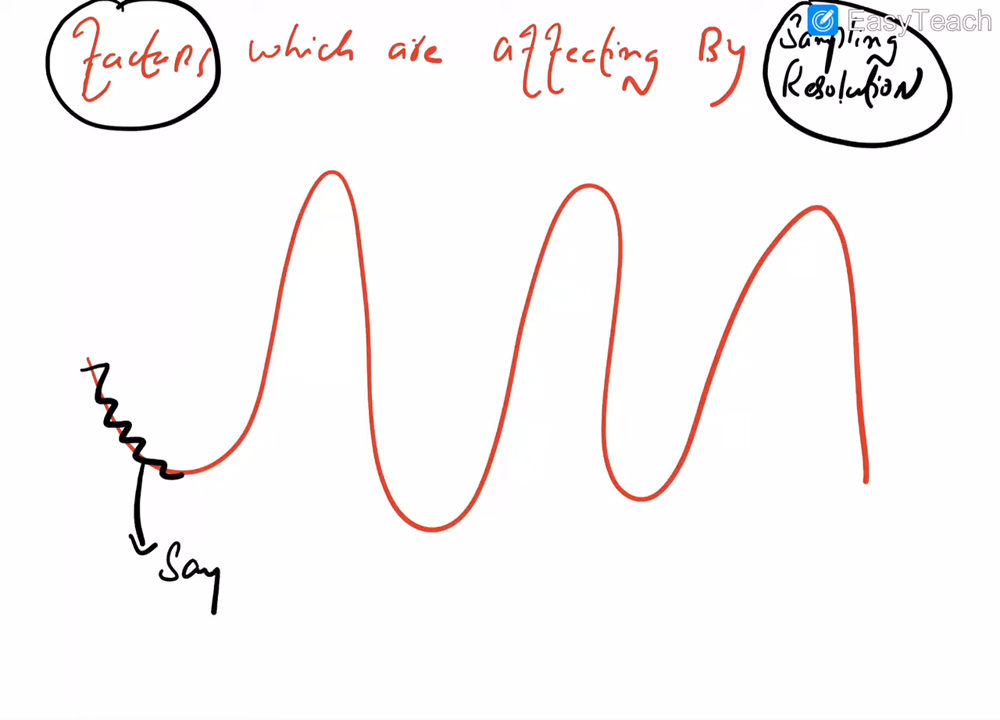 EasyTeach
Factors which are affecting By Sampling
Resolution
Say